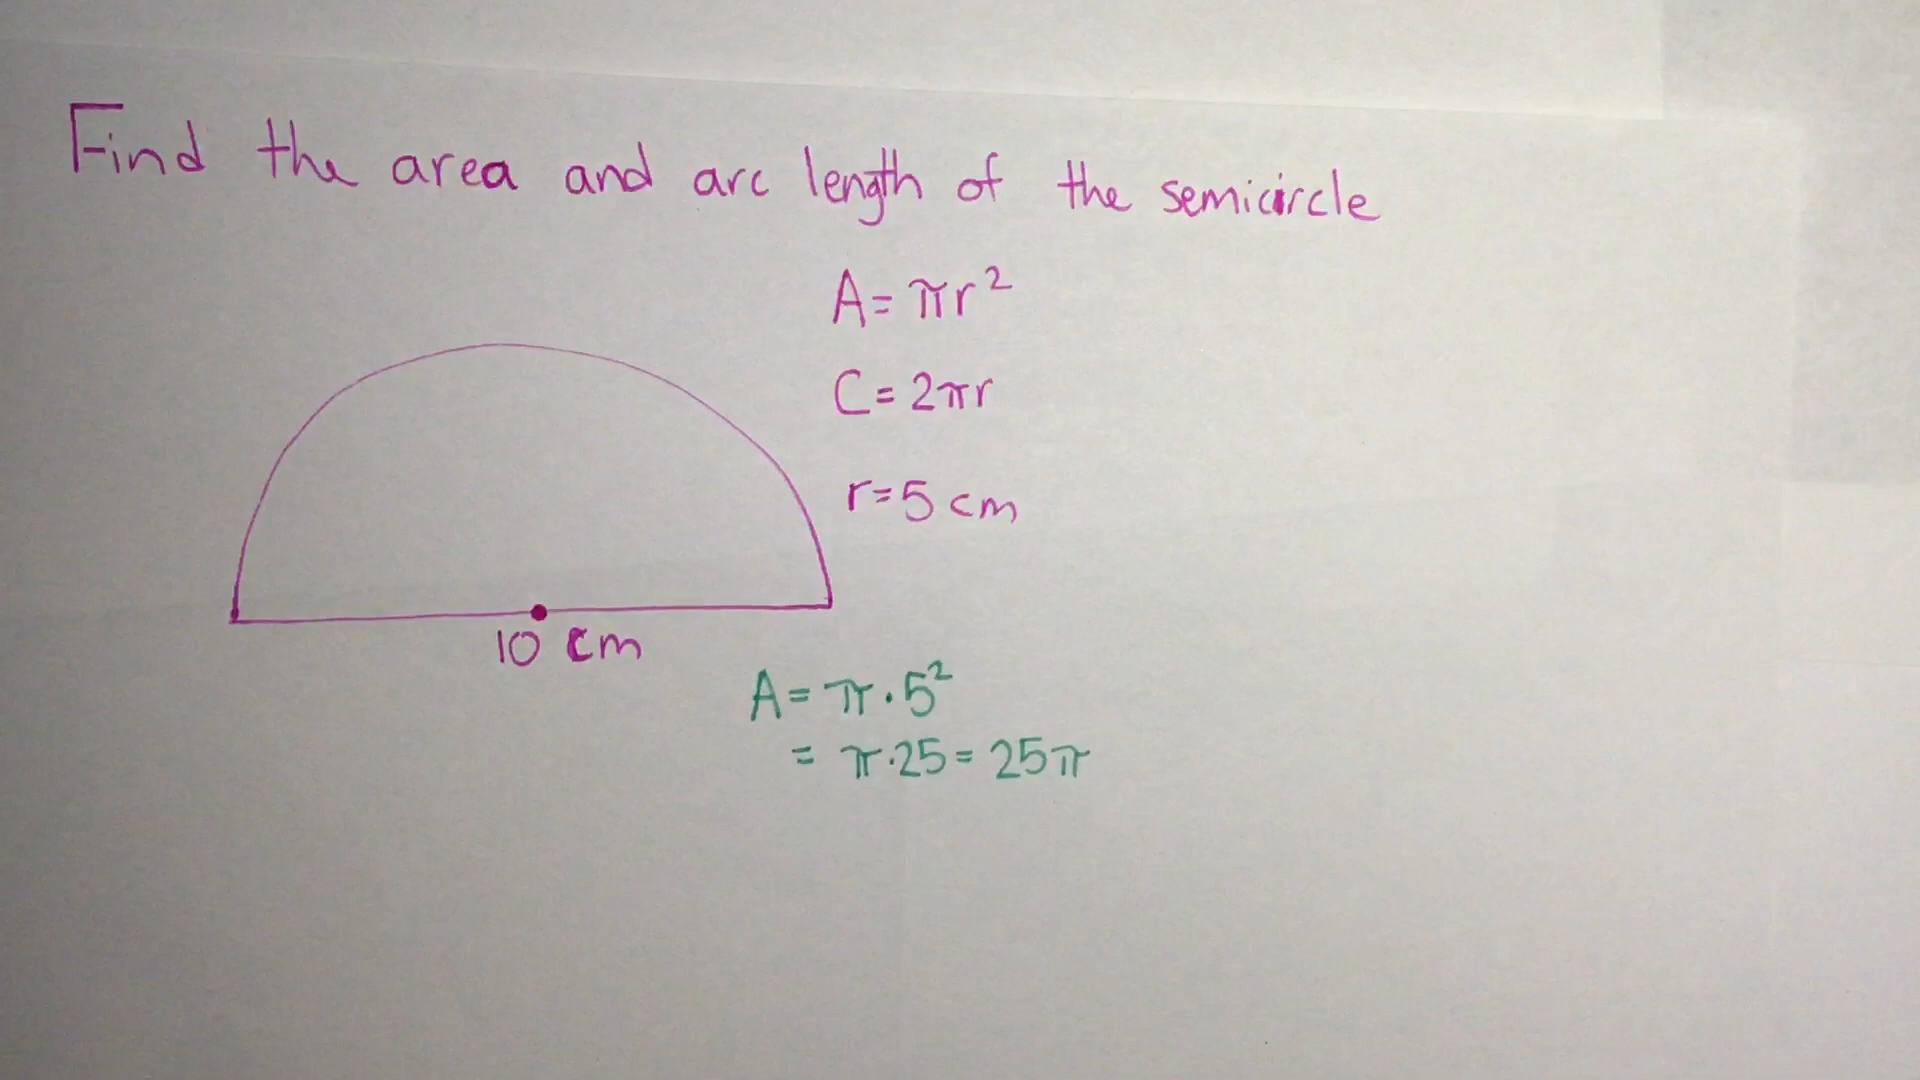 Find the area and arc length of the semicircle
A = πr²
C = 2πr
r = 5 cm
10 cm
A = π · 5²
= π · 25 = 25π